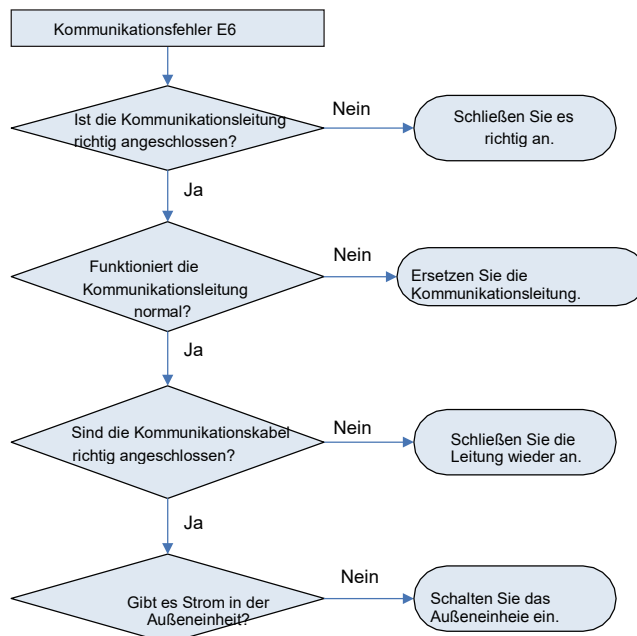 Kommunikationsfehler E6
Ist die Kommunikationsleitung
richtig angeschlossen?
Nein
Schließen Sie es
richtig an.
Ja
Funktioniert die
Kommunikationsleitung
normal?
Nein
Ersetzen Sie die
Kommunikationsleitung.
Ja
Sind die Kommunikationskabel
richtig angeschlossen?
Nein
Schließen Sie die
Leitung wieder an.
Ja
Gibt es Strom in der
Außeneinheit?
Nein
Schalten Sie das
Außeneinheie ein.